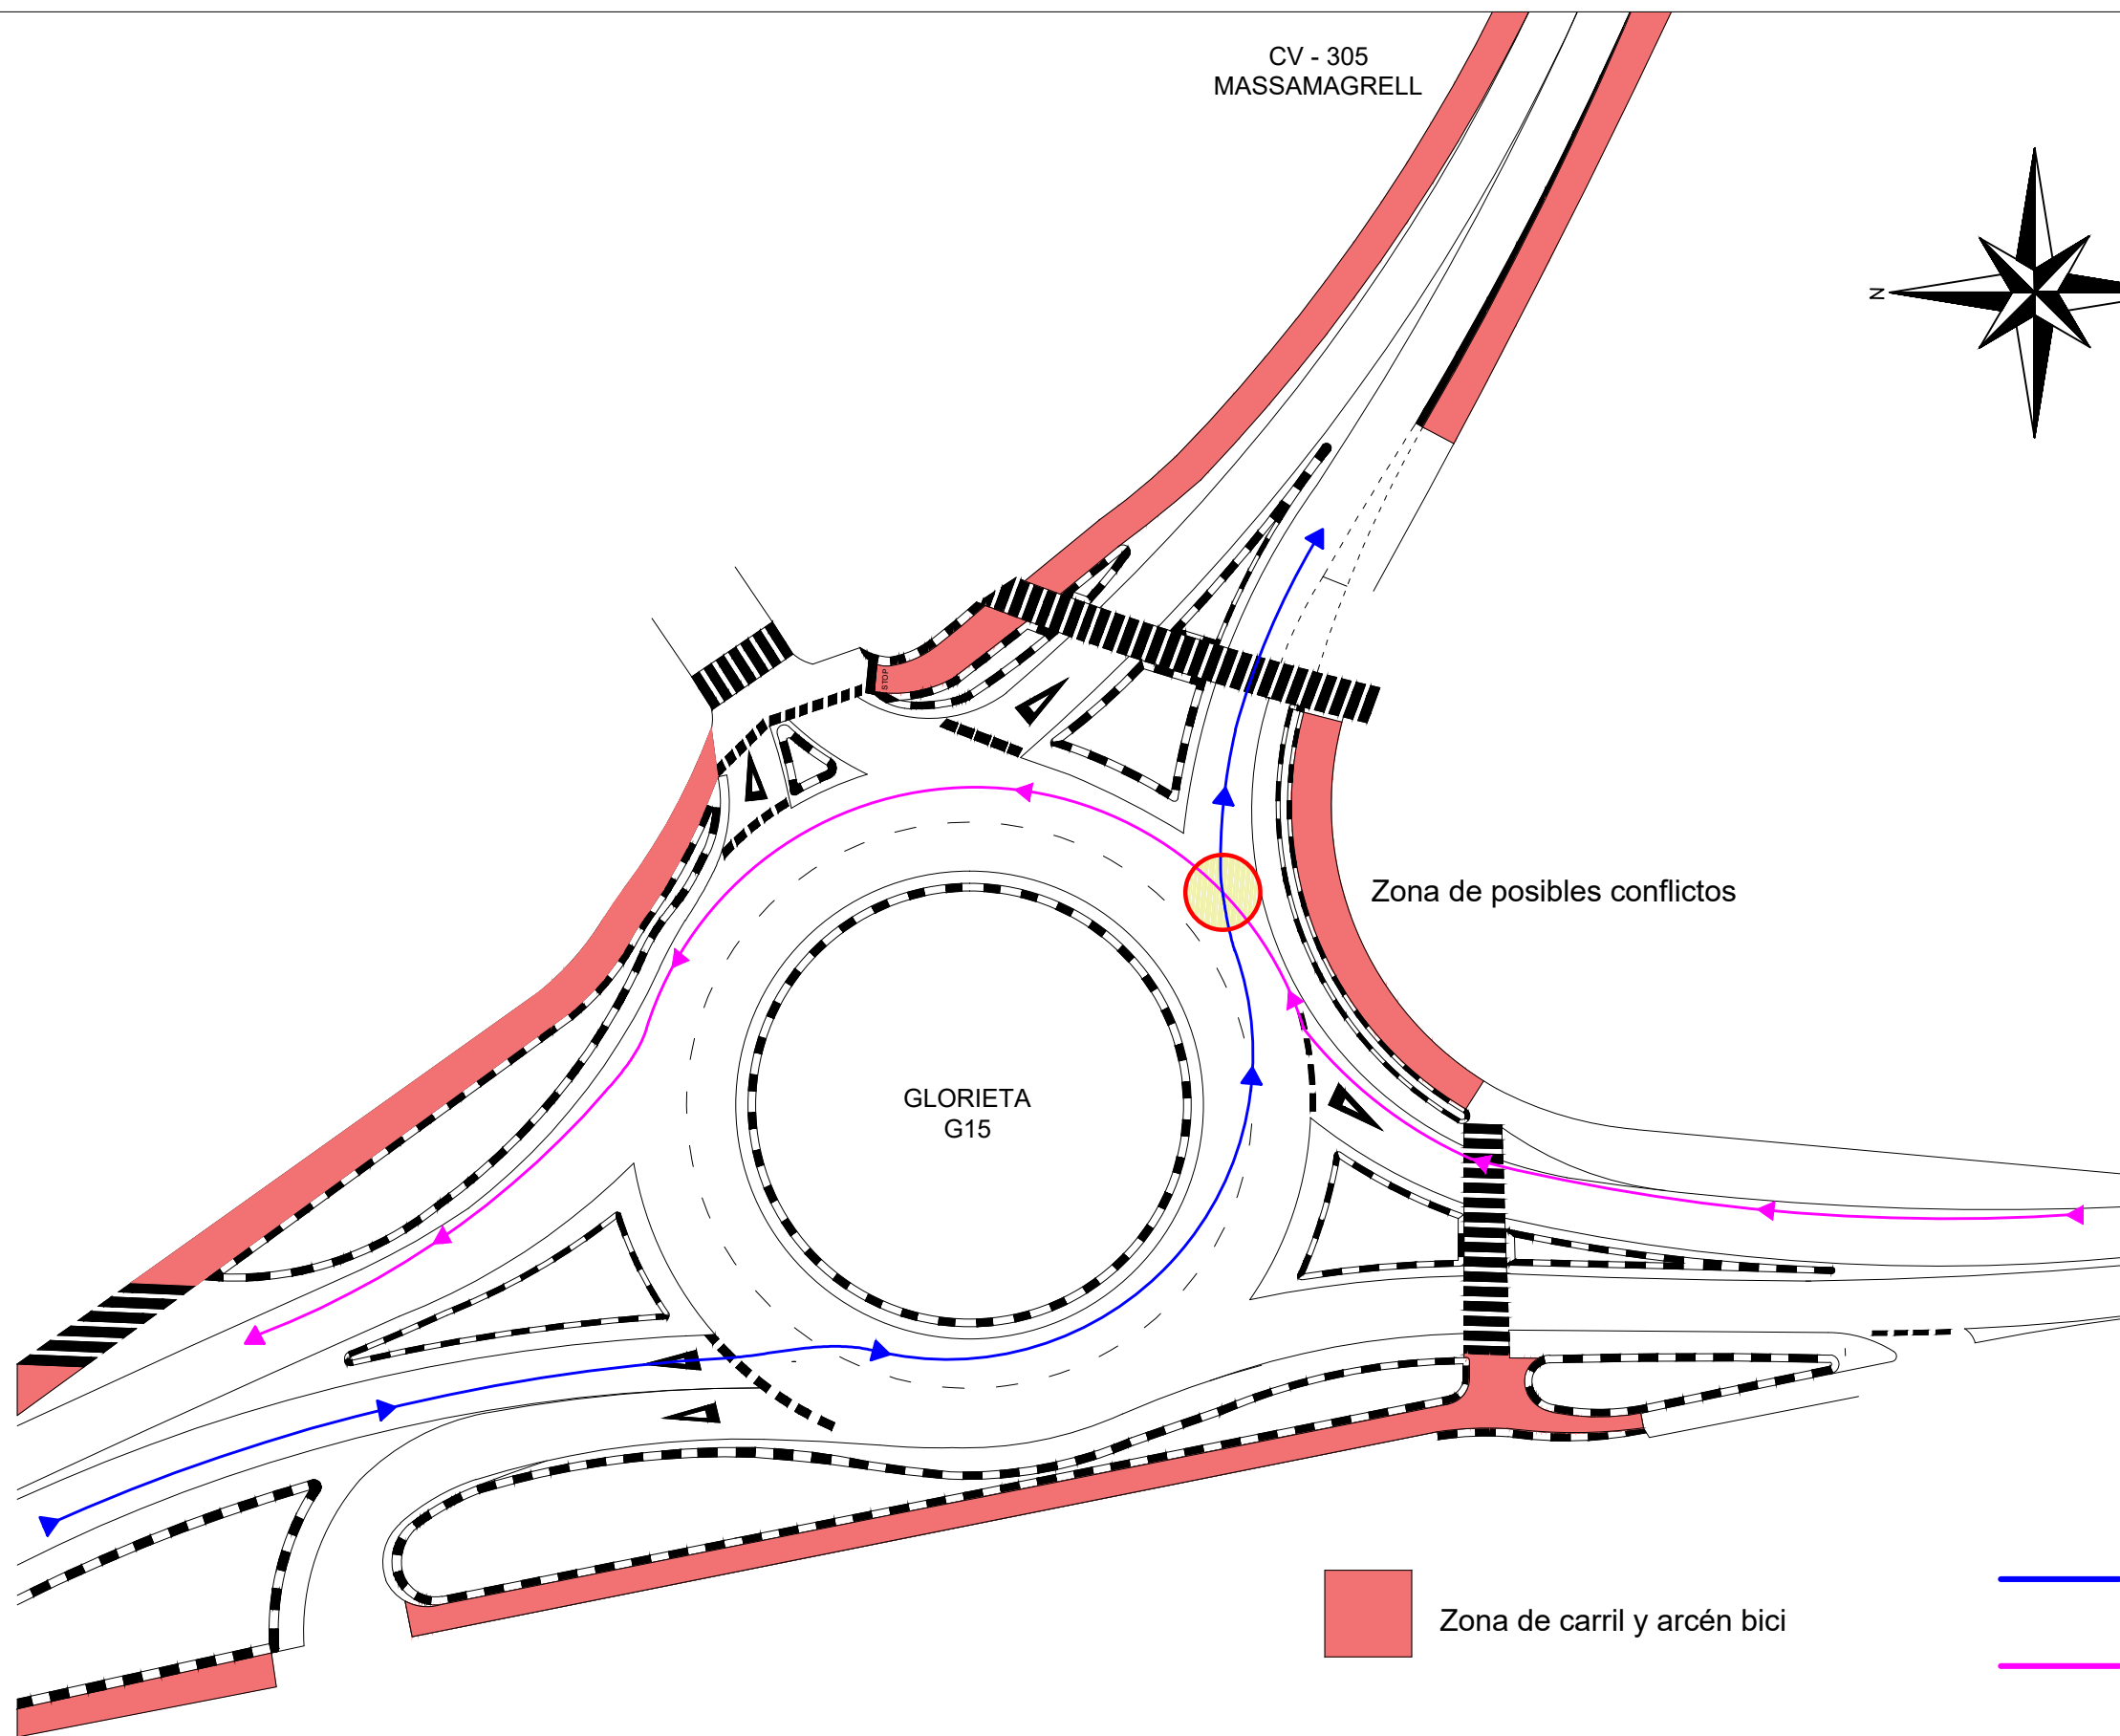 CV - 305
MASSAMAGRELL
N
STOP
Zona de posibles conflictos
GLORIETA
G15
Zona de carril y arcén bici